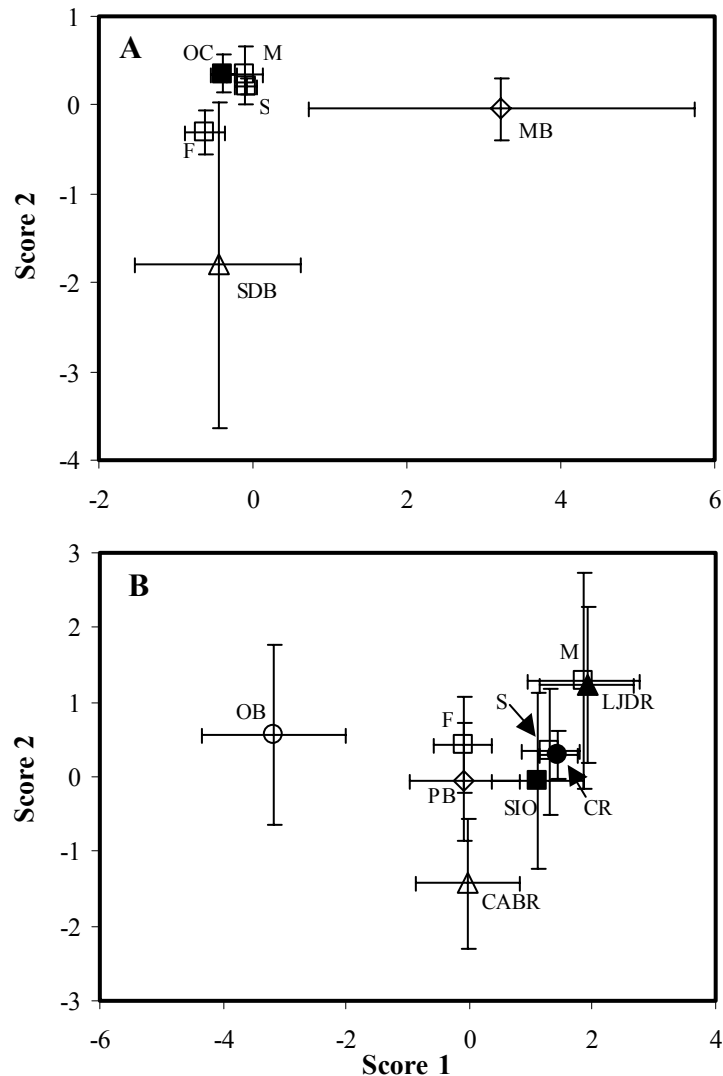 A
OC M
S
F
MB
SDB
Score 2
1
0
-1
-2
-3
-4
-2 0 2 4 6
B
M
S
LJDR
OB
F
PB
SIO
CR
CABR
Score 2
3
2
1
0
-1
-2
-3
-6 -4 -2 0 2 4
Score 1